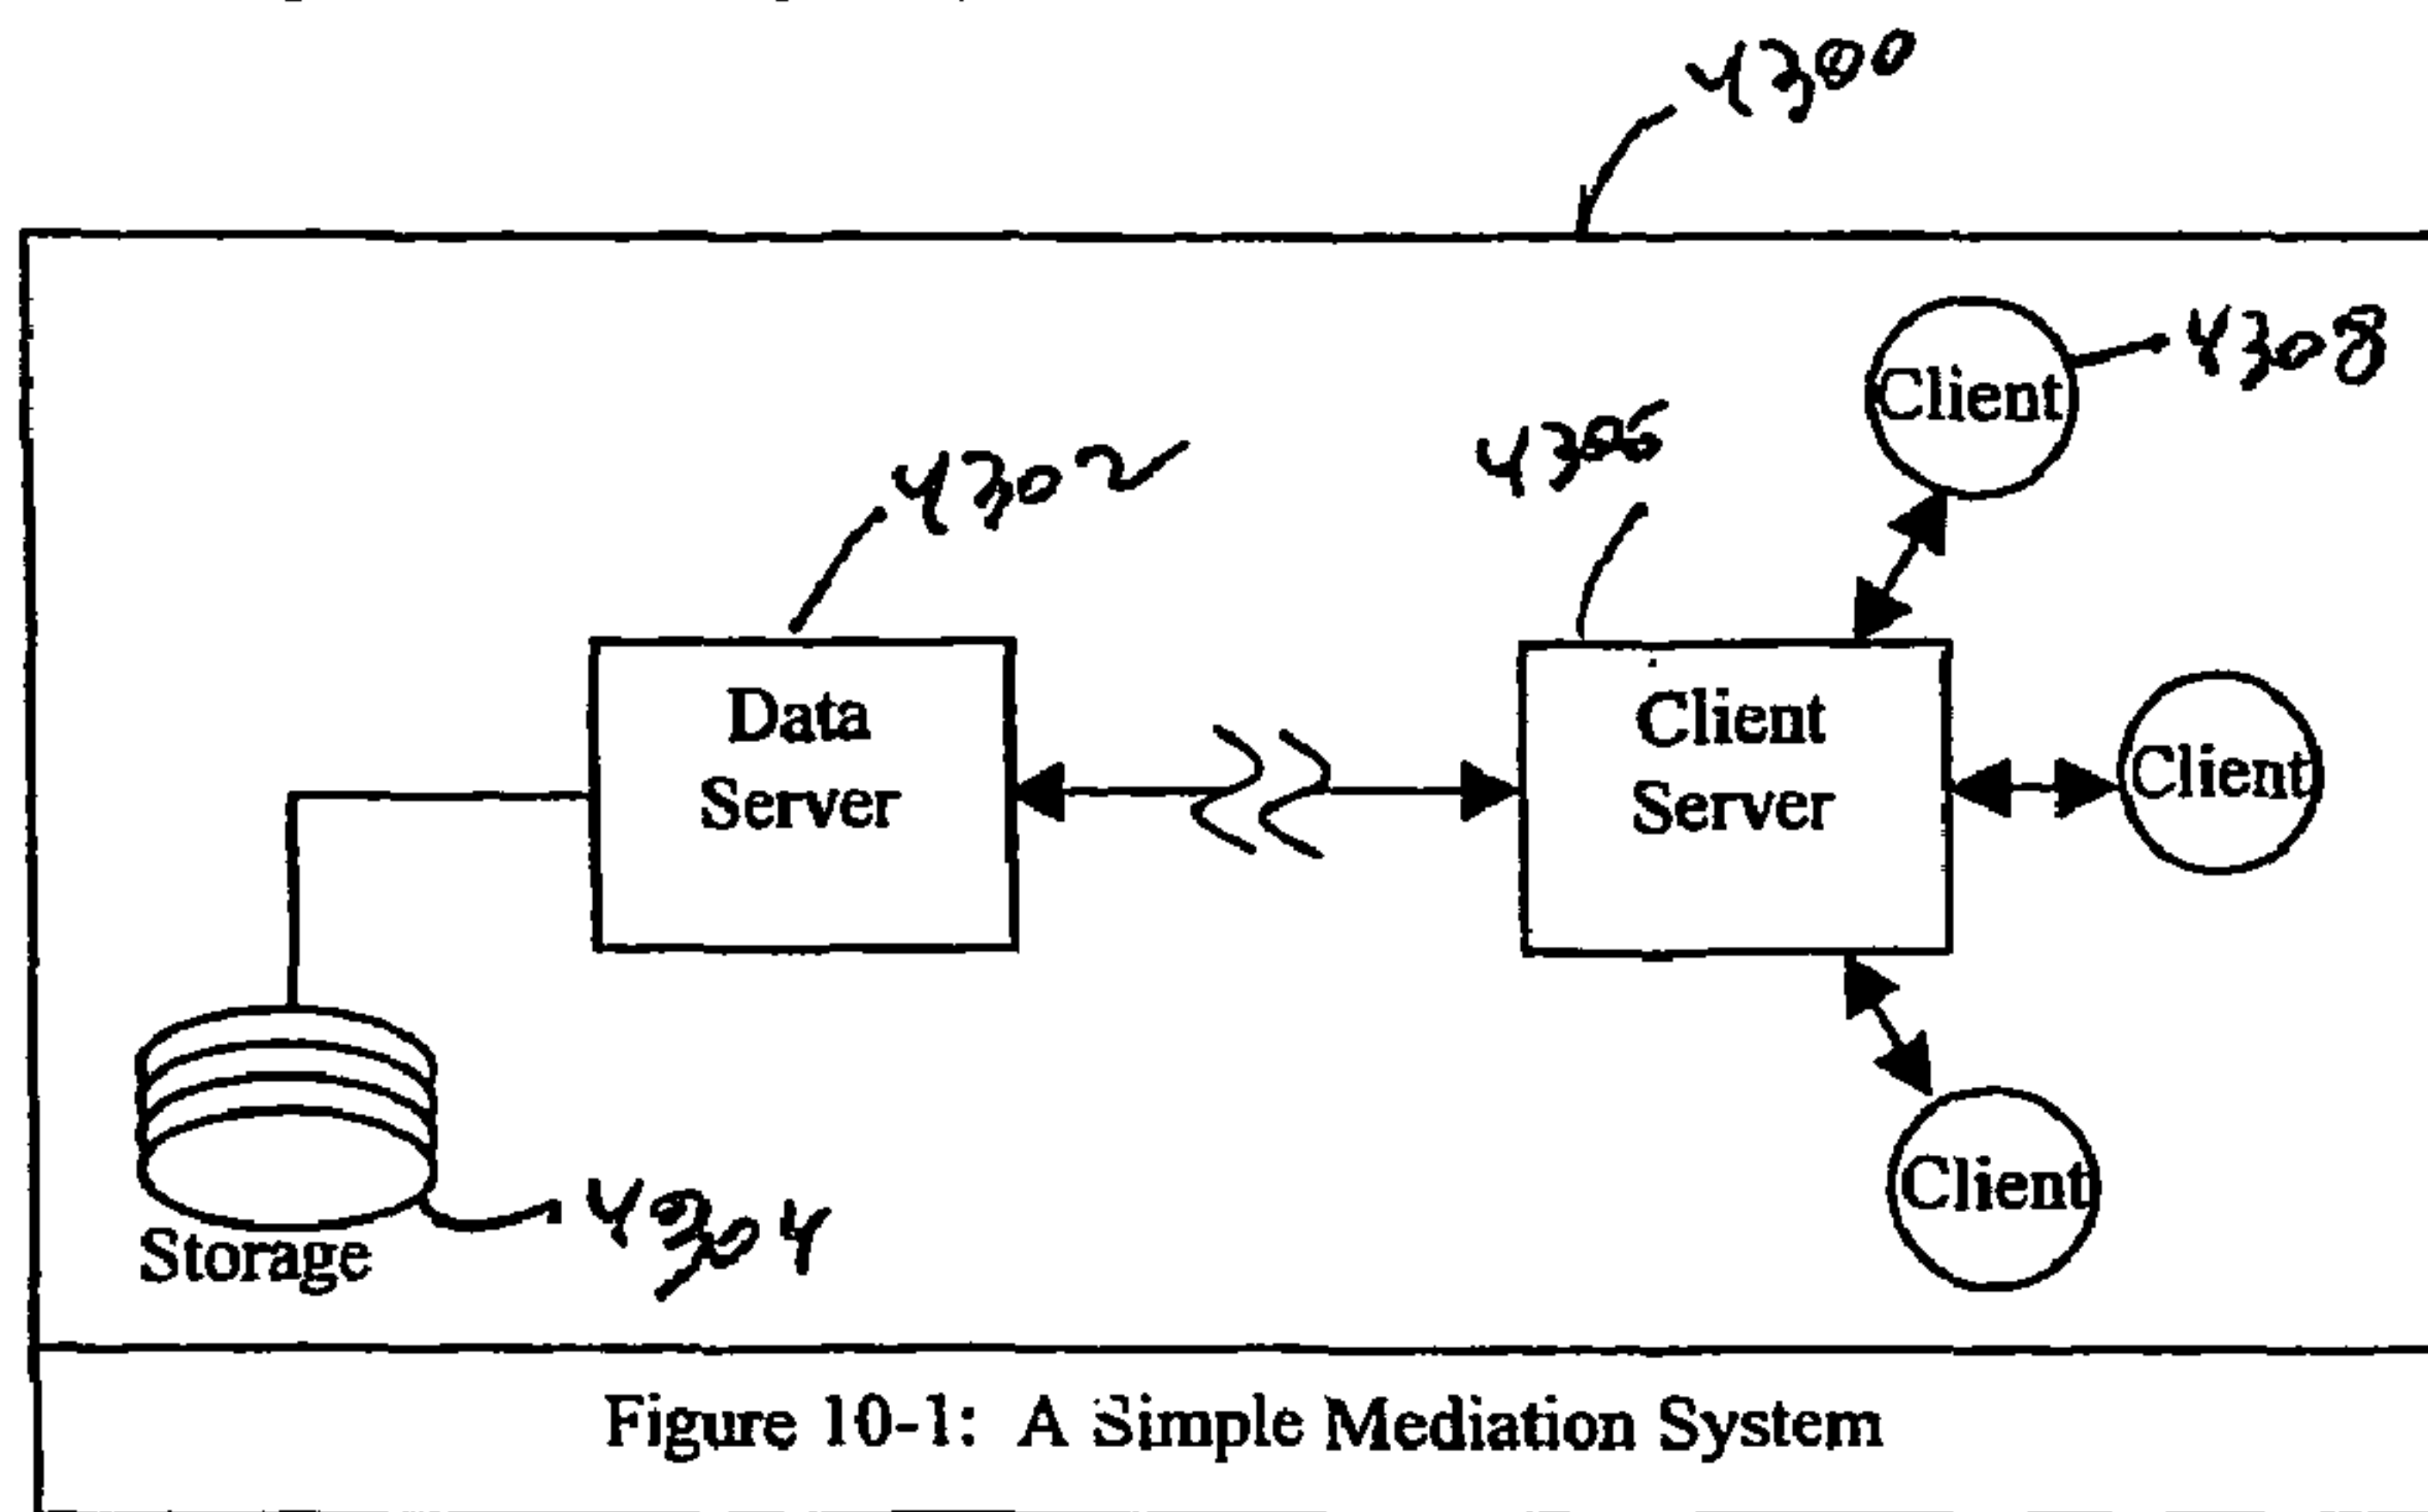 4300
4308
4302
4306
Client
Data
Server
Client
Server
Client
Client
4304
Storage
Figure 10-1: A Simple Mediation System